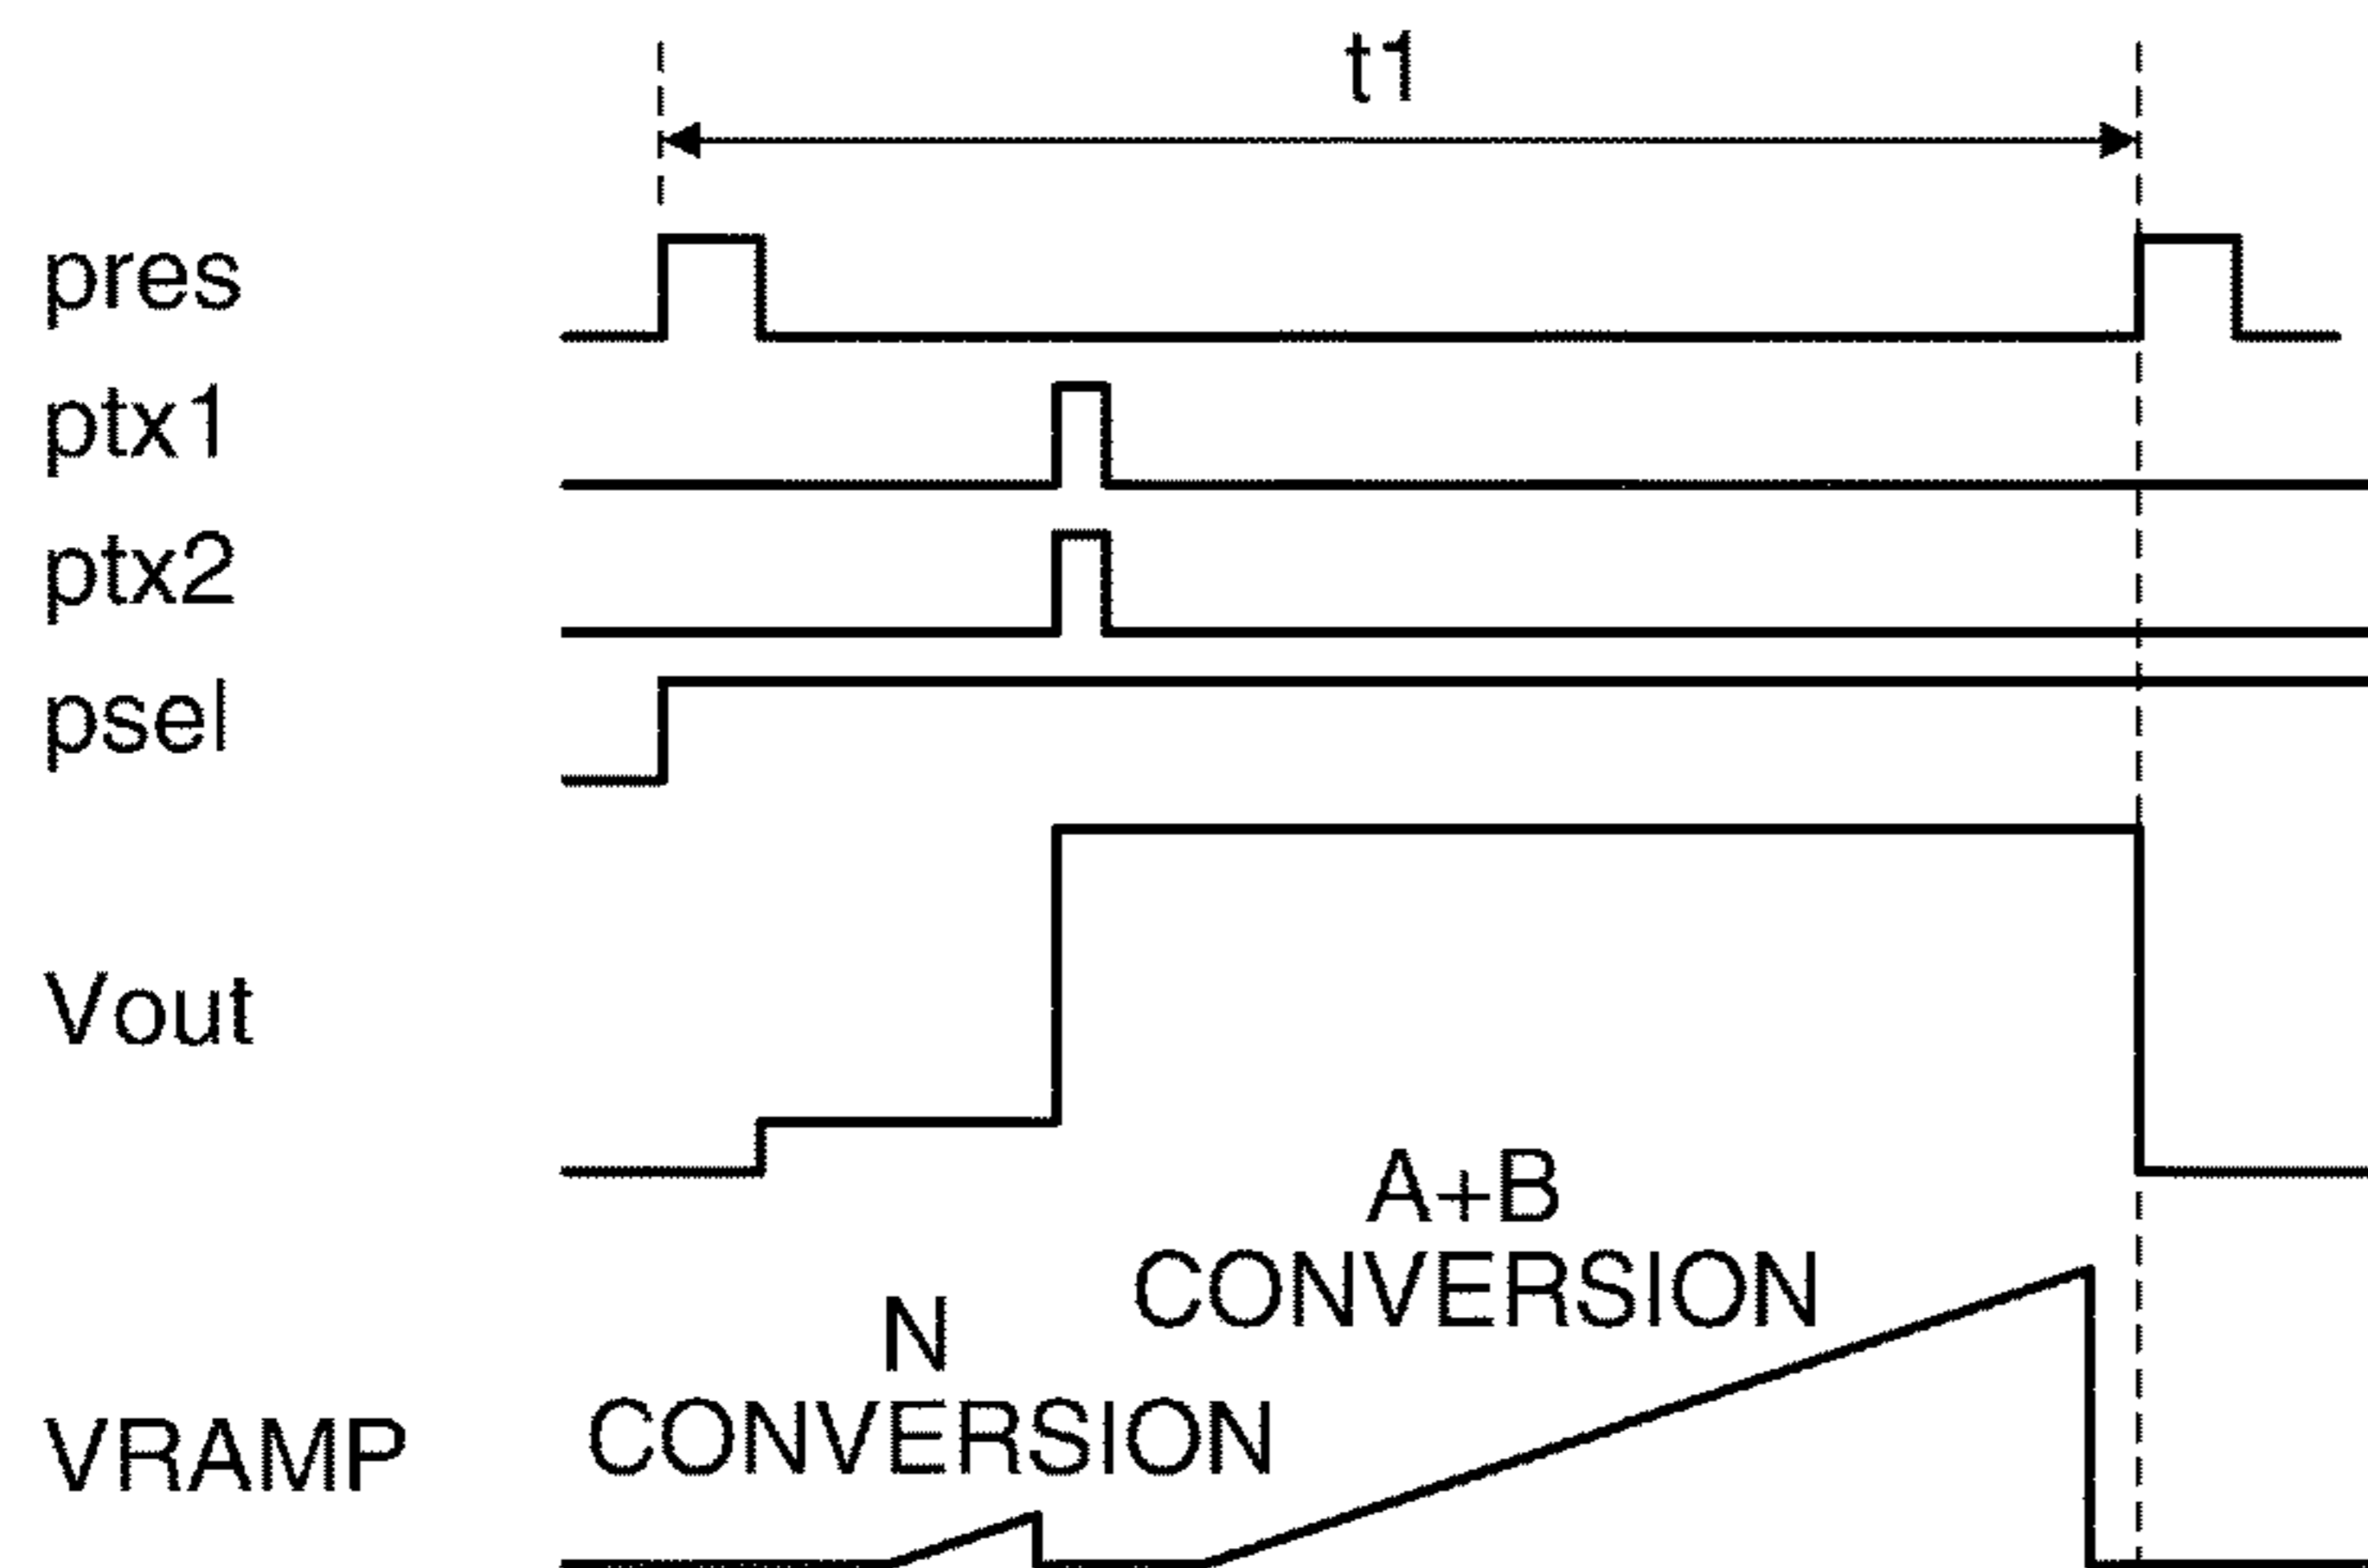 t1
pres
ptx1
ptx2
psel
Vout
A+B
CONVERSION
N
CONVERSION
VRAMP